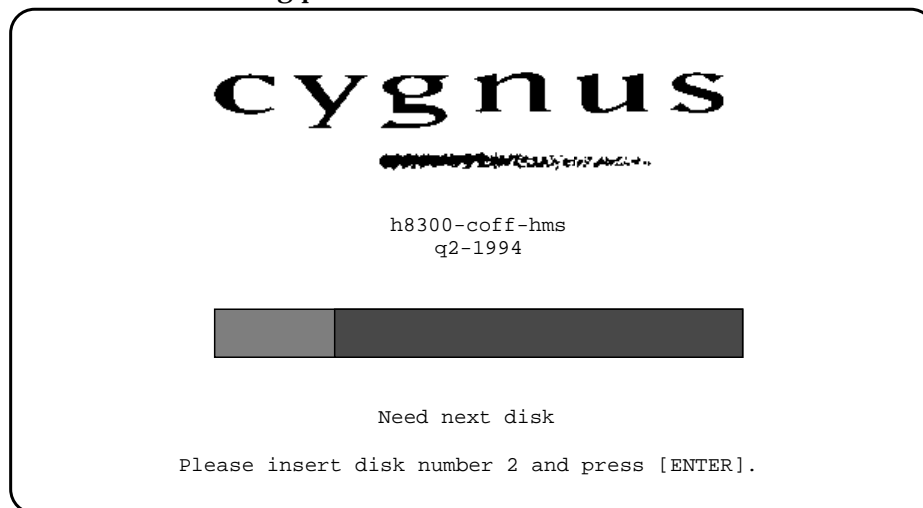 cygnus
h8300-coff-hms
q2-1994
Need next disk
Please insert disk number 2 and press [ENTER].